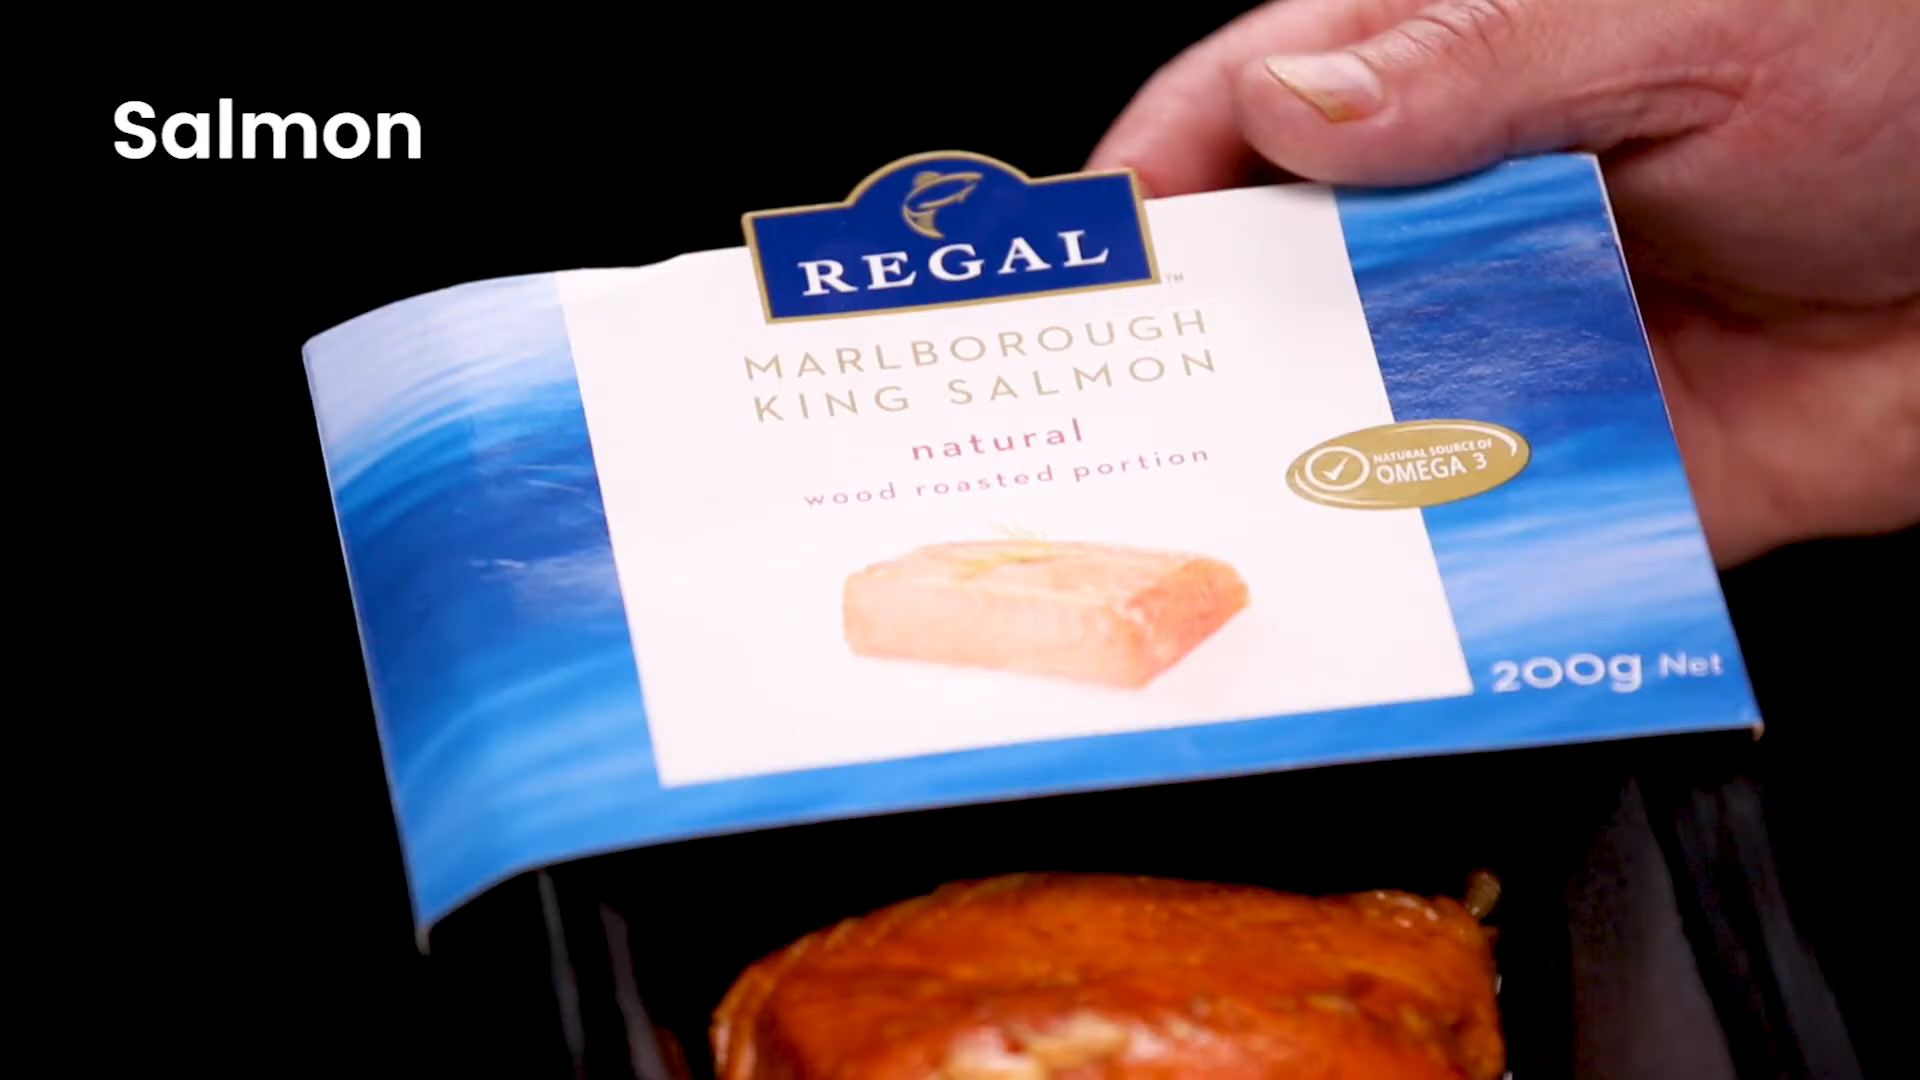 Salmon
REGAL
™
MARLBOROUGH
KING SALMON
natural
wood roasted portion
NATURAL SOURCE OF
OMEGA 3
200g Net